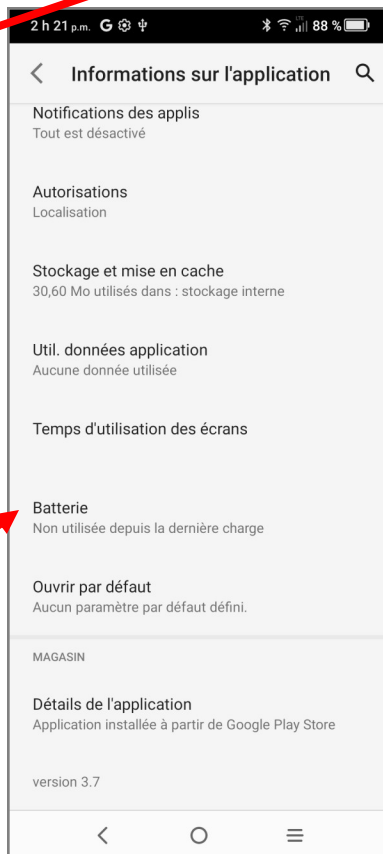 2 h 21 p.m. G LTE 88 %
Informations sur l'application
Notifications des applis
Tout est désactivé
Autorisations
Localisation
Stockage et mise en cache
30,60 Mo utilisés dans : stockage interne
Util. données application
Aucune donnée utilisée
Temps d'utilisation des écrans
Batterie
Non utilisée depuis la dernière charge
Ouvrir par défaut
Aucun paramètre par défaut défini.
MAGASIN
Détails de l'application
Application installée à partir de Google Play Store
version 3.7